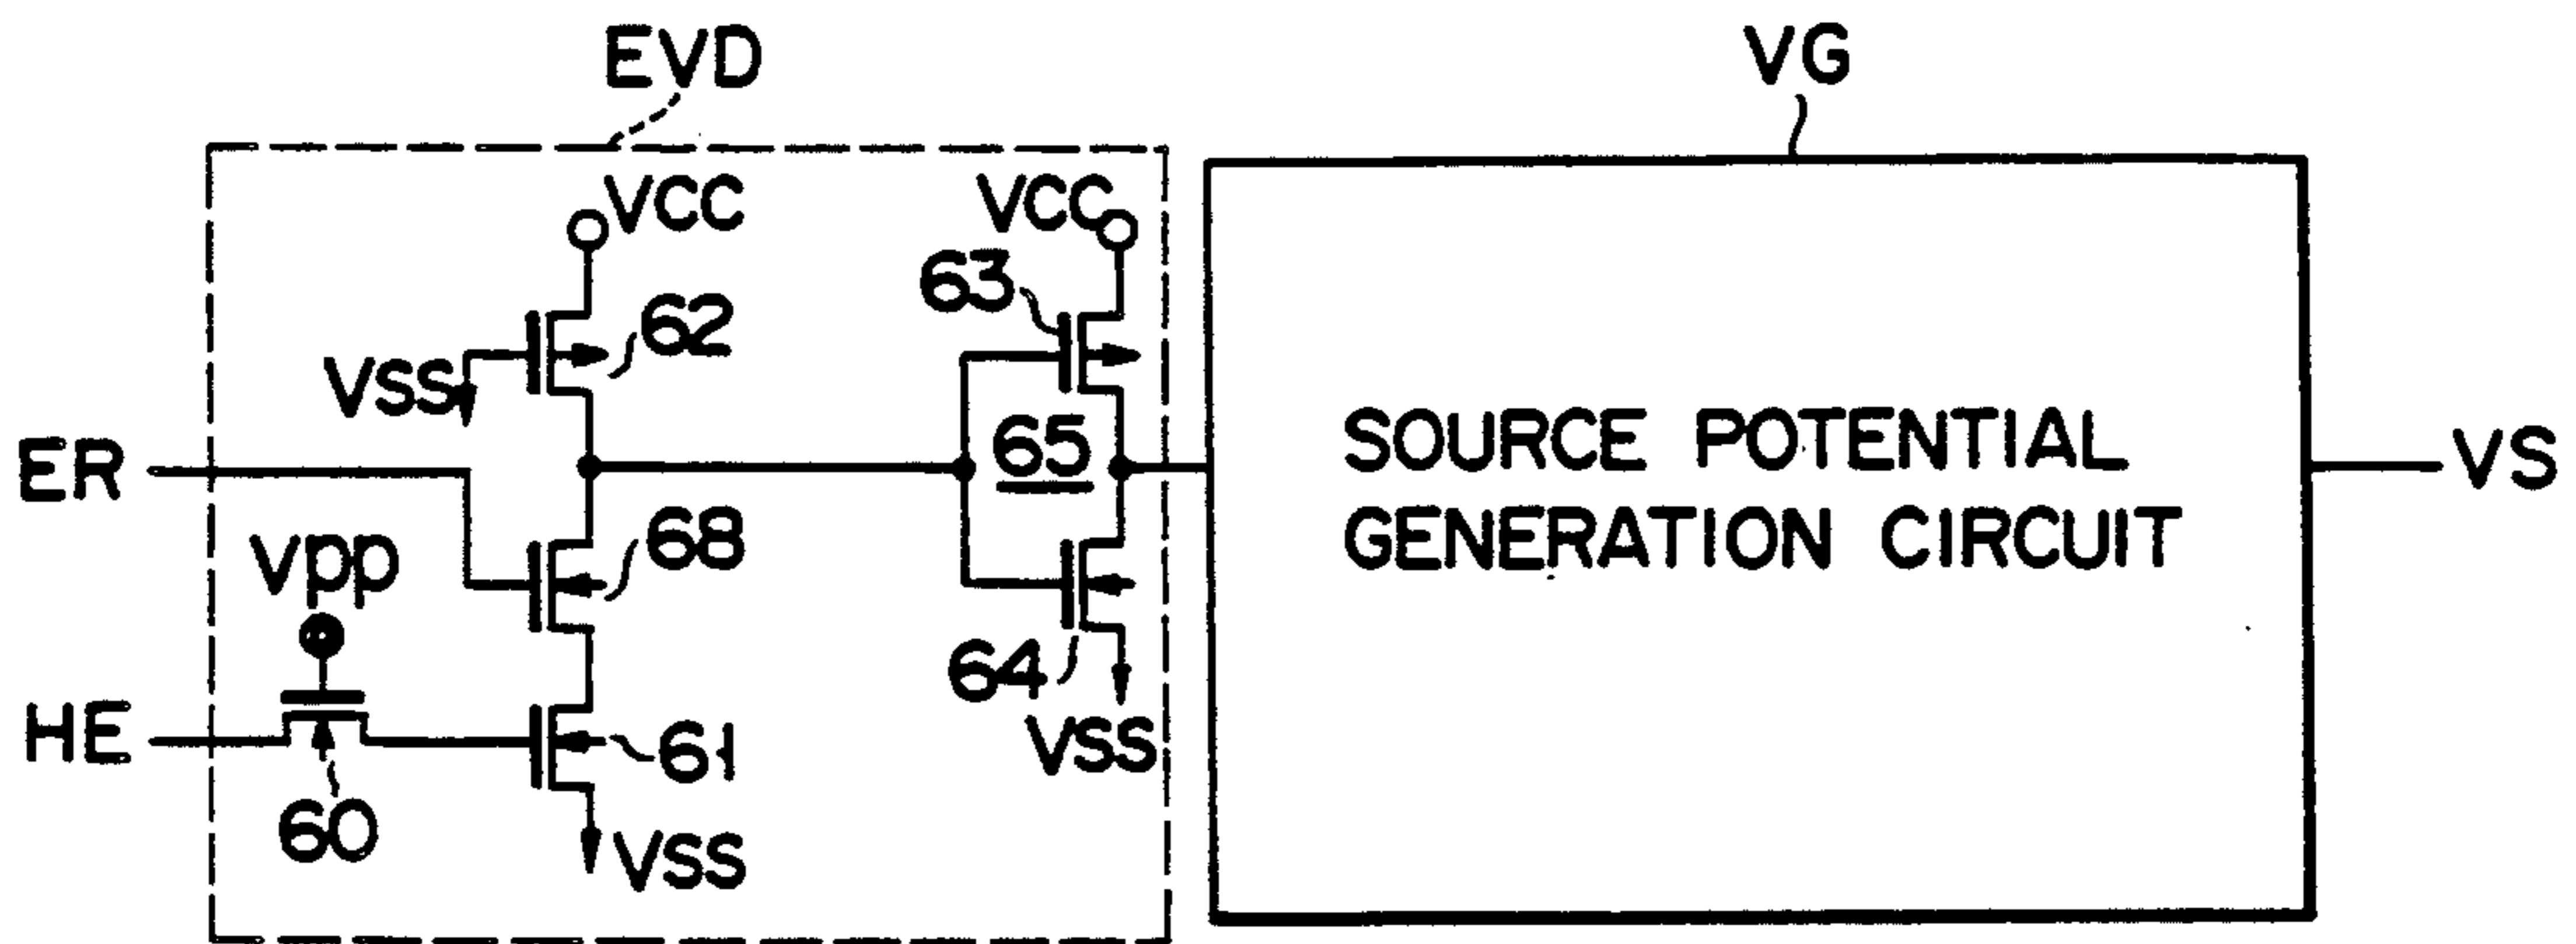 EVD
VG
VCC
VCC
63
62
VSS
65
ER
SOURCE POTENTIAL
GENERATION CIRCUIT
VS
68
Vpp
64
HE
61
VSS
60
VSS